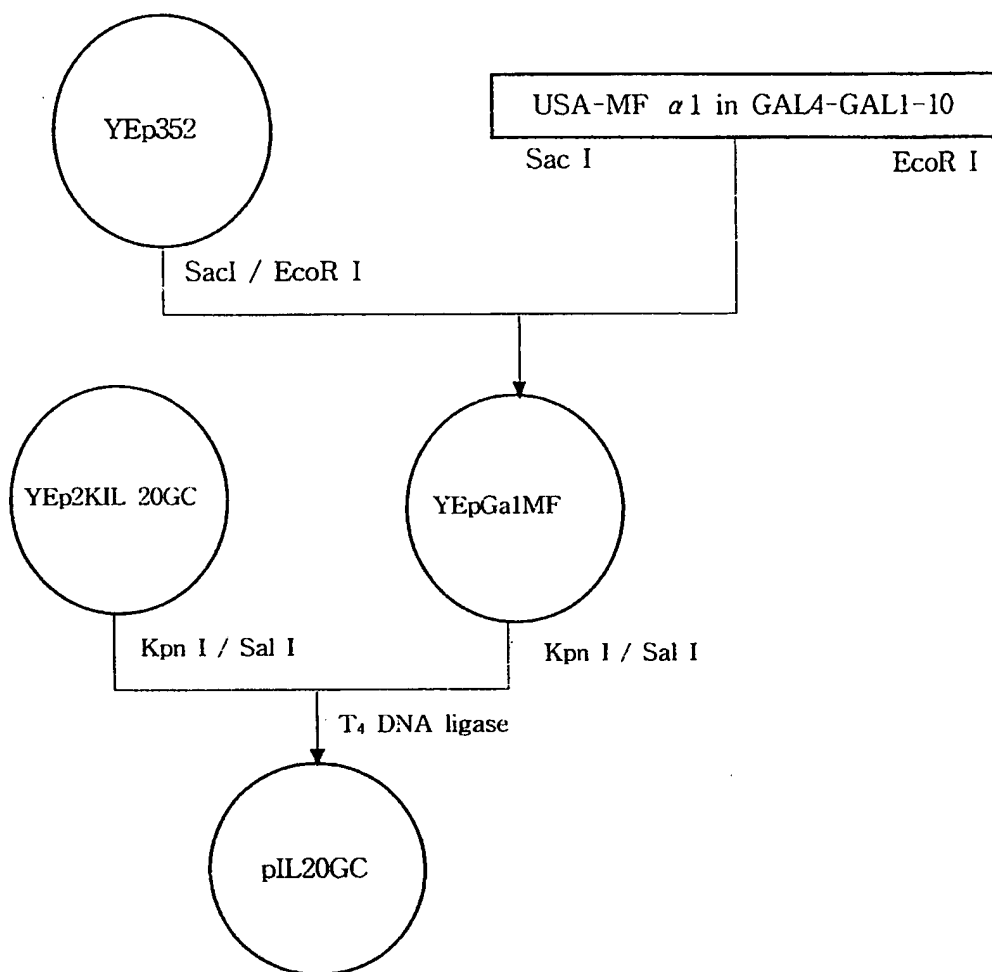 YEp352
USA-MF α1 in GAL4-GAL1-10
Sac I
EcoR I
SacI / EcoR I
YEp2KIL 20GC
YEpGa1MF
Kpn I / Sal I
Kpn I / Sal I
T₄ DNA ligase
pIL20GC